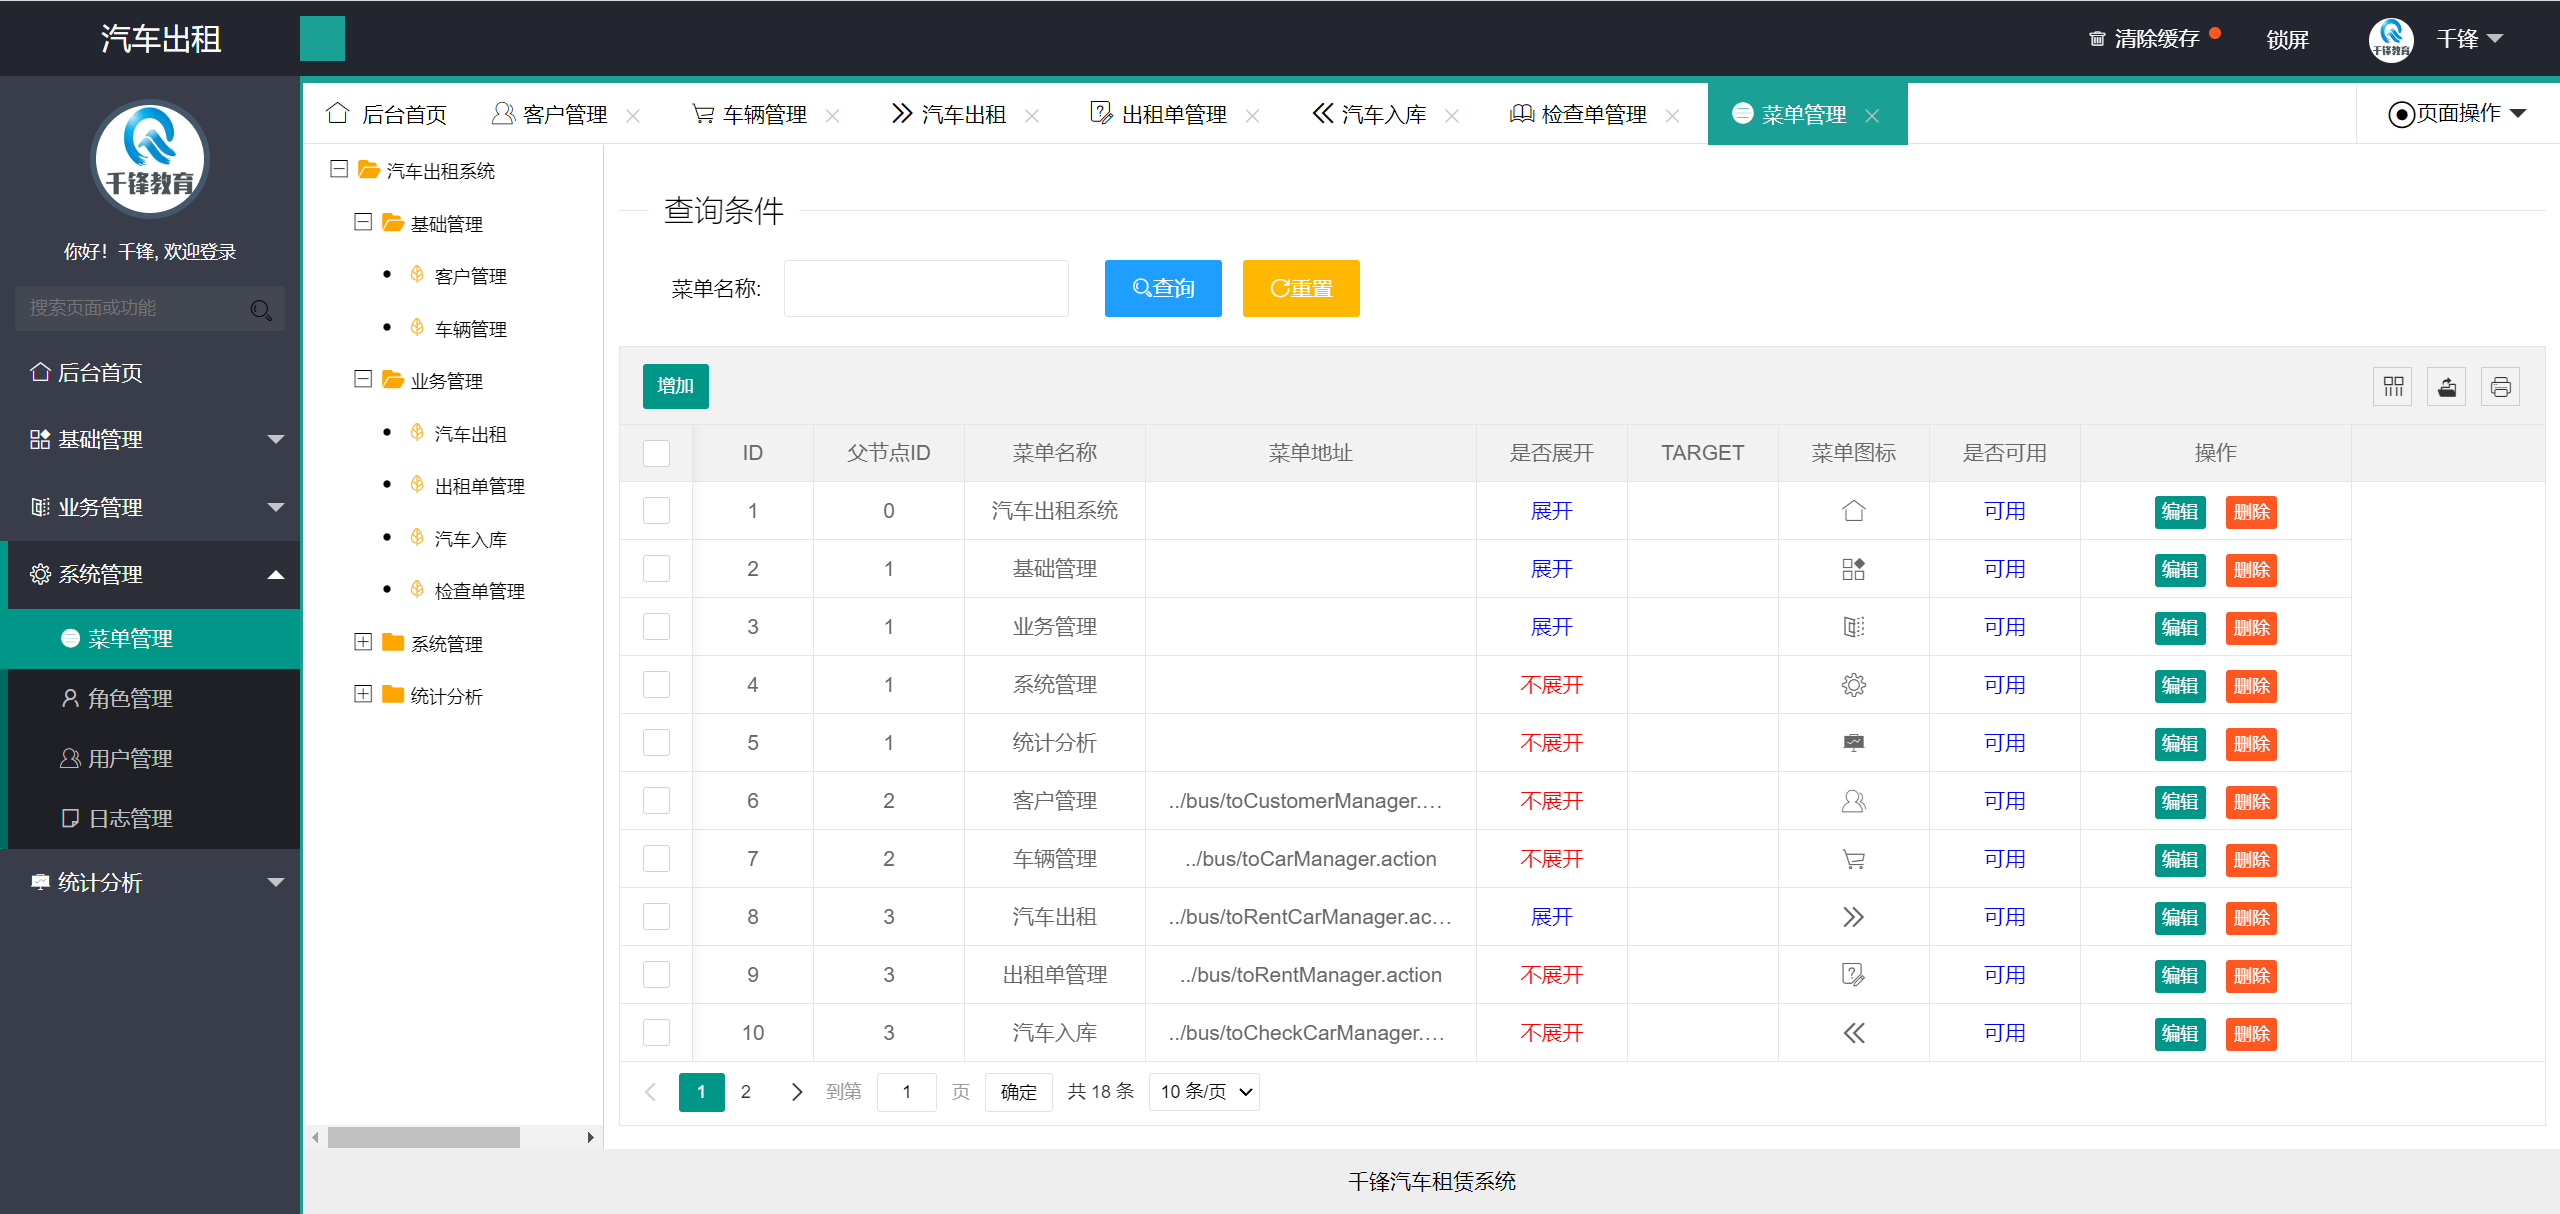 汽车出租
清除缓存
锁屏
千锋教育
千锋
千锋教育
你好！千锋, 欢迎登录
搜索页面或功能
后台首页
基础管理
业务管理
系统管理
菜单管理
角色管理
用户管理
日志管理
统计分析
后台首页 客户管理 车辆管理 汽车出租 出租单管理 汽车入库 检查单管理 菜单管理 页面操作
汽车出租系统
基础管理
客户管理
车辆管理
业务管理
汽车出租
出租单管理
汽车入库
检查单管理
系统管理
统计分析
查询条件
菜单名称: 查询 重置
增加
ID 父节点ID 菜单名称 菜单地址 是否展开 TARGET 菜单图标 是否可用 操作
1 0 汽车出租系统 展开 可用 编辑 删除
2 1 基础管理 展开 可用 编辑 删除
3 1 业务管理 展开 可用 编辑 删除
4 1 系统管理 不展开 可用 编辑 删除
5 1 统计分析 不展开 可用 编辑 删除
6 2 客户管理 ../bus/toCustomerManager.... 不展开 可用 编辑 删除
7 2 车辆管理 ../bus/toCarManager.action 不展开 可用 编辑 删除
8 3 汽车出租 ../bus/toRentCarManager.ac... 展开 可用 编辑 删除
9 3 出租单管理 ../bus/toRentManager.action 不展开 可用 编辑 删除
10 3 汽车入库 ../bus/toCheckCarManager.... 不展开 可用 编辑 删除
1 2 到第 1 页 确定 共 18 条 10 条/页
千锋汽车租赁系统